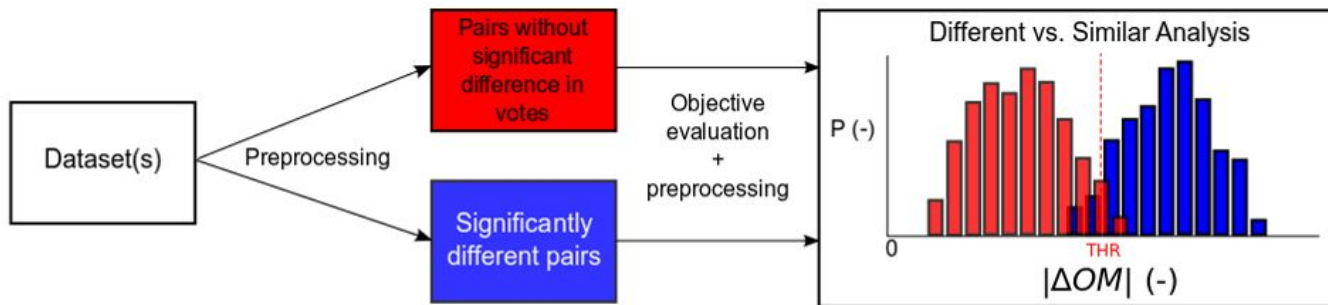 Dataset(s)
Preprocessing
Pairs without
significant
difference in
votes
Significantly
different pairs
Objective
evaluation
+
preprocessing
Different vs. Similar Analysis
P (-)
0
THR
|ΔOM| (-)